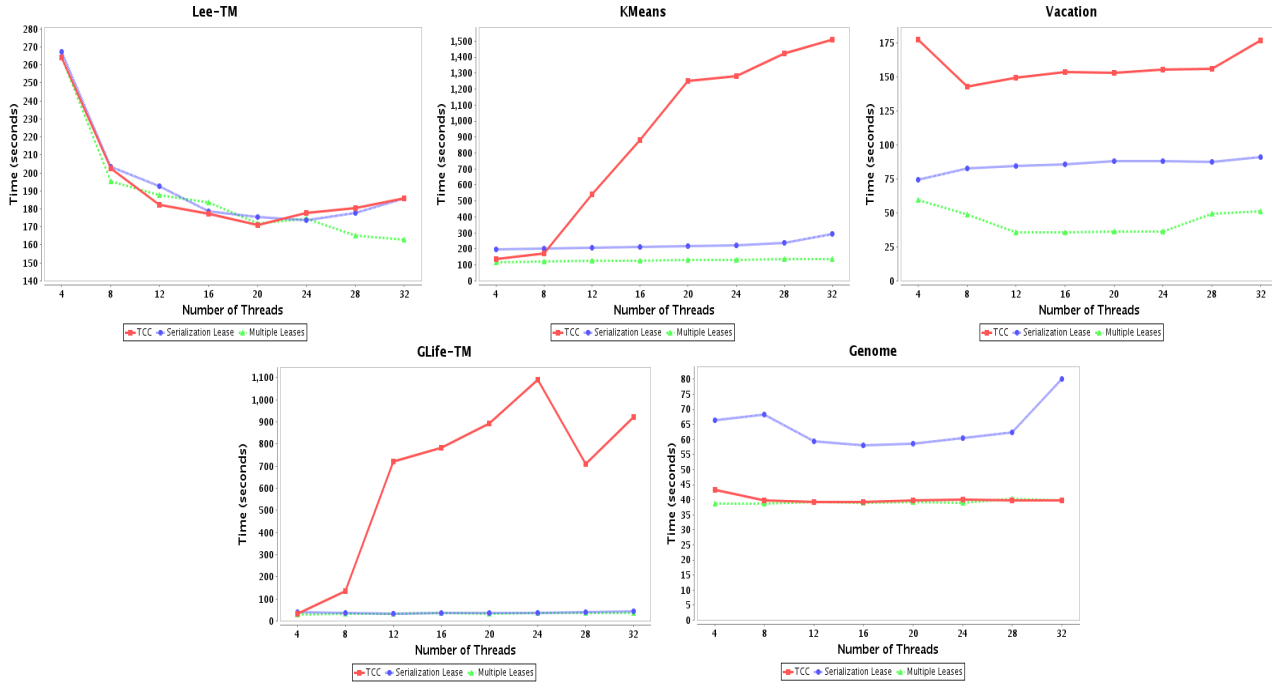 Lee-TM
280
270
260
250
240
230
220
210
200
190
180
170
160
150
140
Time (seconds)
4 8 12 16 20 24 28 32
Number of Threads
TCC Serialization Lease Multiple Leases
KMeans
1,500
1,400
1,300
1,200
1,100
1,000
900
800
700
600
500
400
300
200
100
0
Time (seconds)
4 8 12 16 20 24 28 32
Number of Threads
TCC Serialization Lease Multiple Leases
Vacation
175
150
125
100
75
50
25
0
Time (seconds)
4 8 12 16 20 24 28 32
Number of Threads
TCC Serialization Lease Multiple Leases
GLife-TM
1,100
1,000
900
800
700
600
500
400
300
200
100
0
Time (seconds)
4 8 12 16 20 24 28 32
Number of Threads
TCC Serialization Lease Multiple Leases
Genome
80
75
70
65
60
55
50
45
40
35
30
25
20
15
10
5
0
Time (seconds)
4 8 12 16 20 24 28 32
Number of Threads
TCC Serialization Lease Multiple Leases